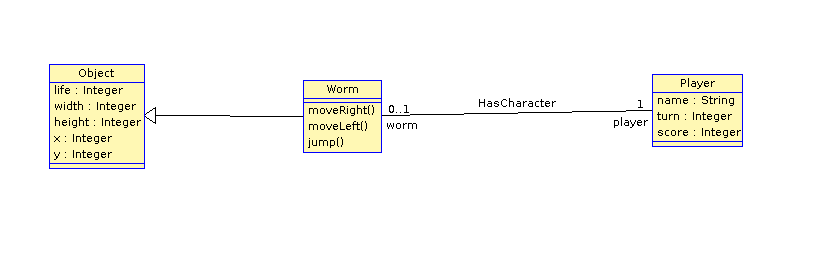 Object
life : Integer
width : Integer
height : Integer
x : Integer
y : Integer
Worm
moveRight()
moveLeft()
jump()
0..1
worm
HasCharacter
1
player
Player
name : String
turn : Integer
score : Integer